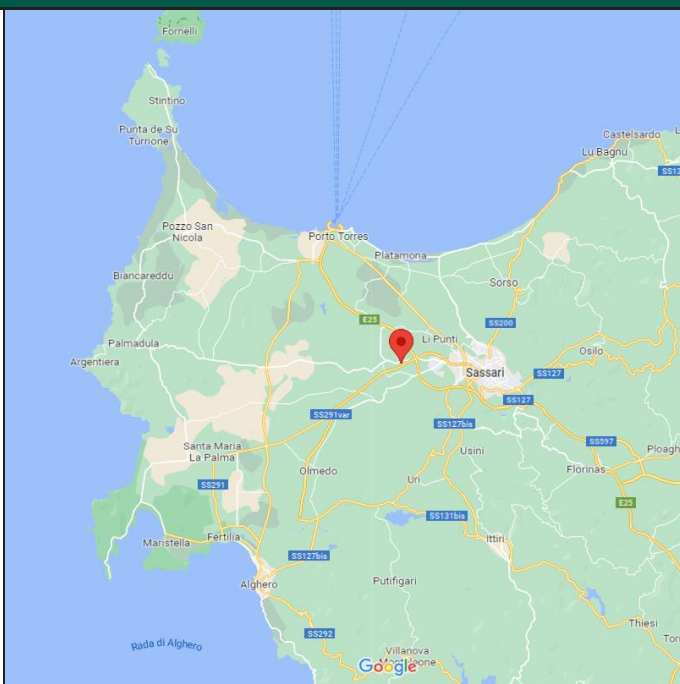 Fornelli
Stintino
Punta de Su
Turrione
Castelsardo
Lu Bagnu
Pozzo San
Nicola
Porto Torres
Platamona
Sorso
Biancareddu
E25
SS200
Li Punti
Palmadula
Osilo
Argentiera
Sassari
SS127
SS127
SS291var
SS127bis
SS597
Santa Maria
La Palma
Usini
Olmedo
Florinas
SS291
Uri
E25
SS131bis
Maristella
Fertilia
Ittiri
SS127bis
Alghero
Putifigari
Thiesi
SS292
Rada di Alghero
Villanova
Google